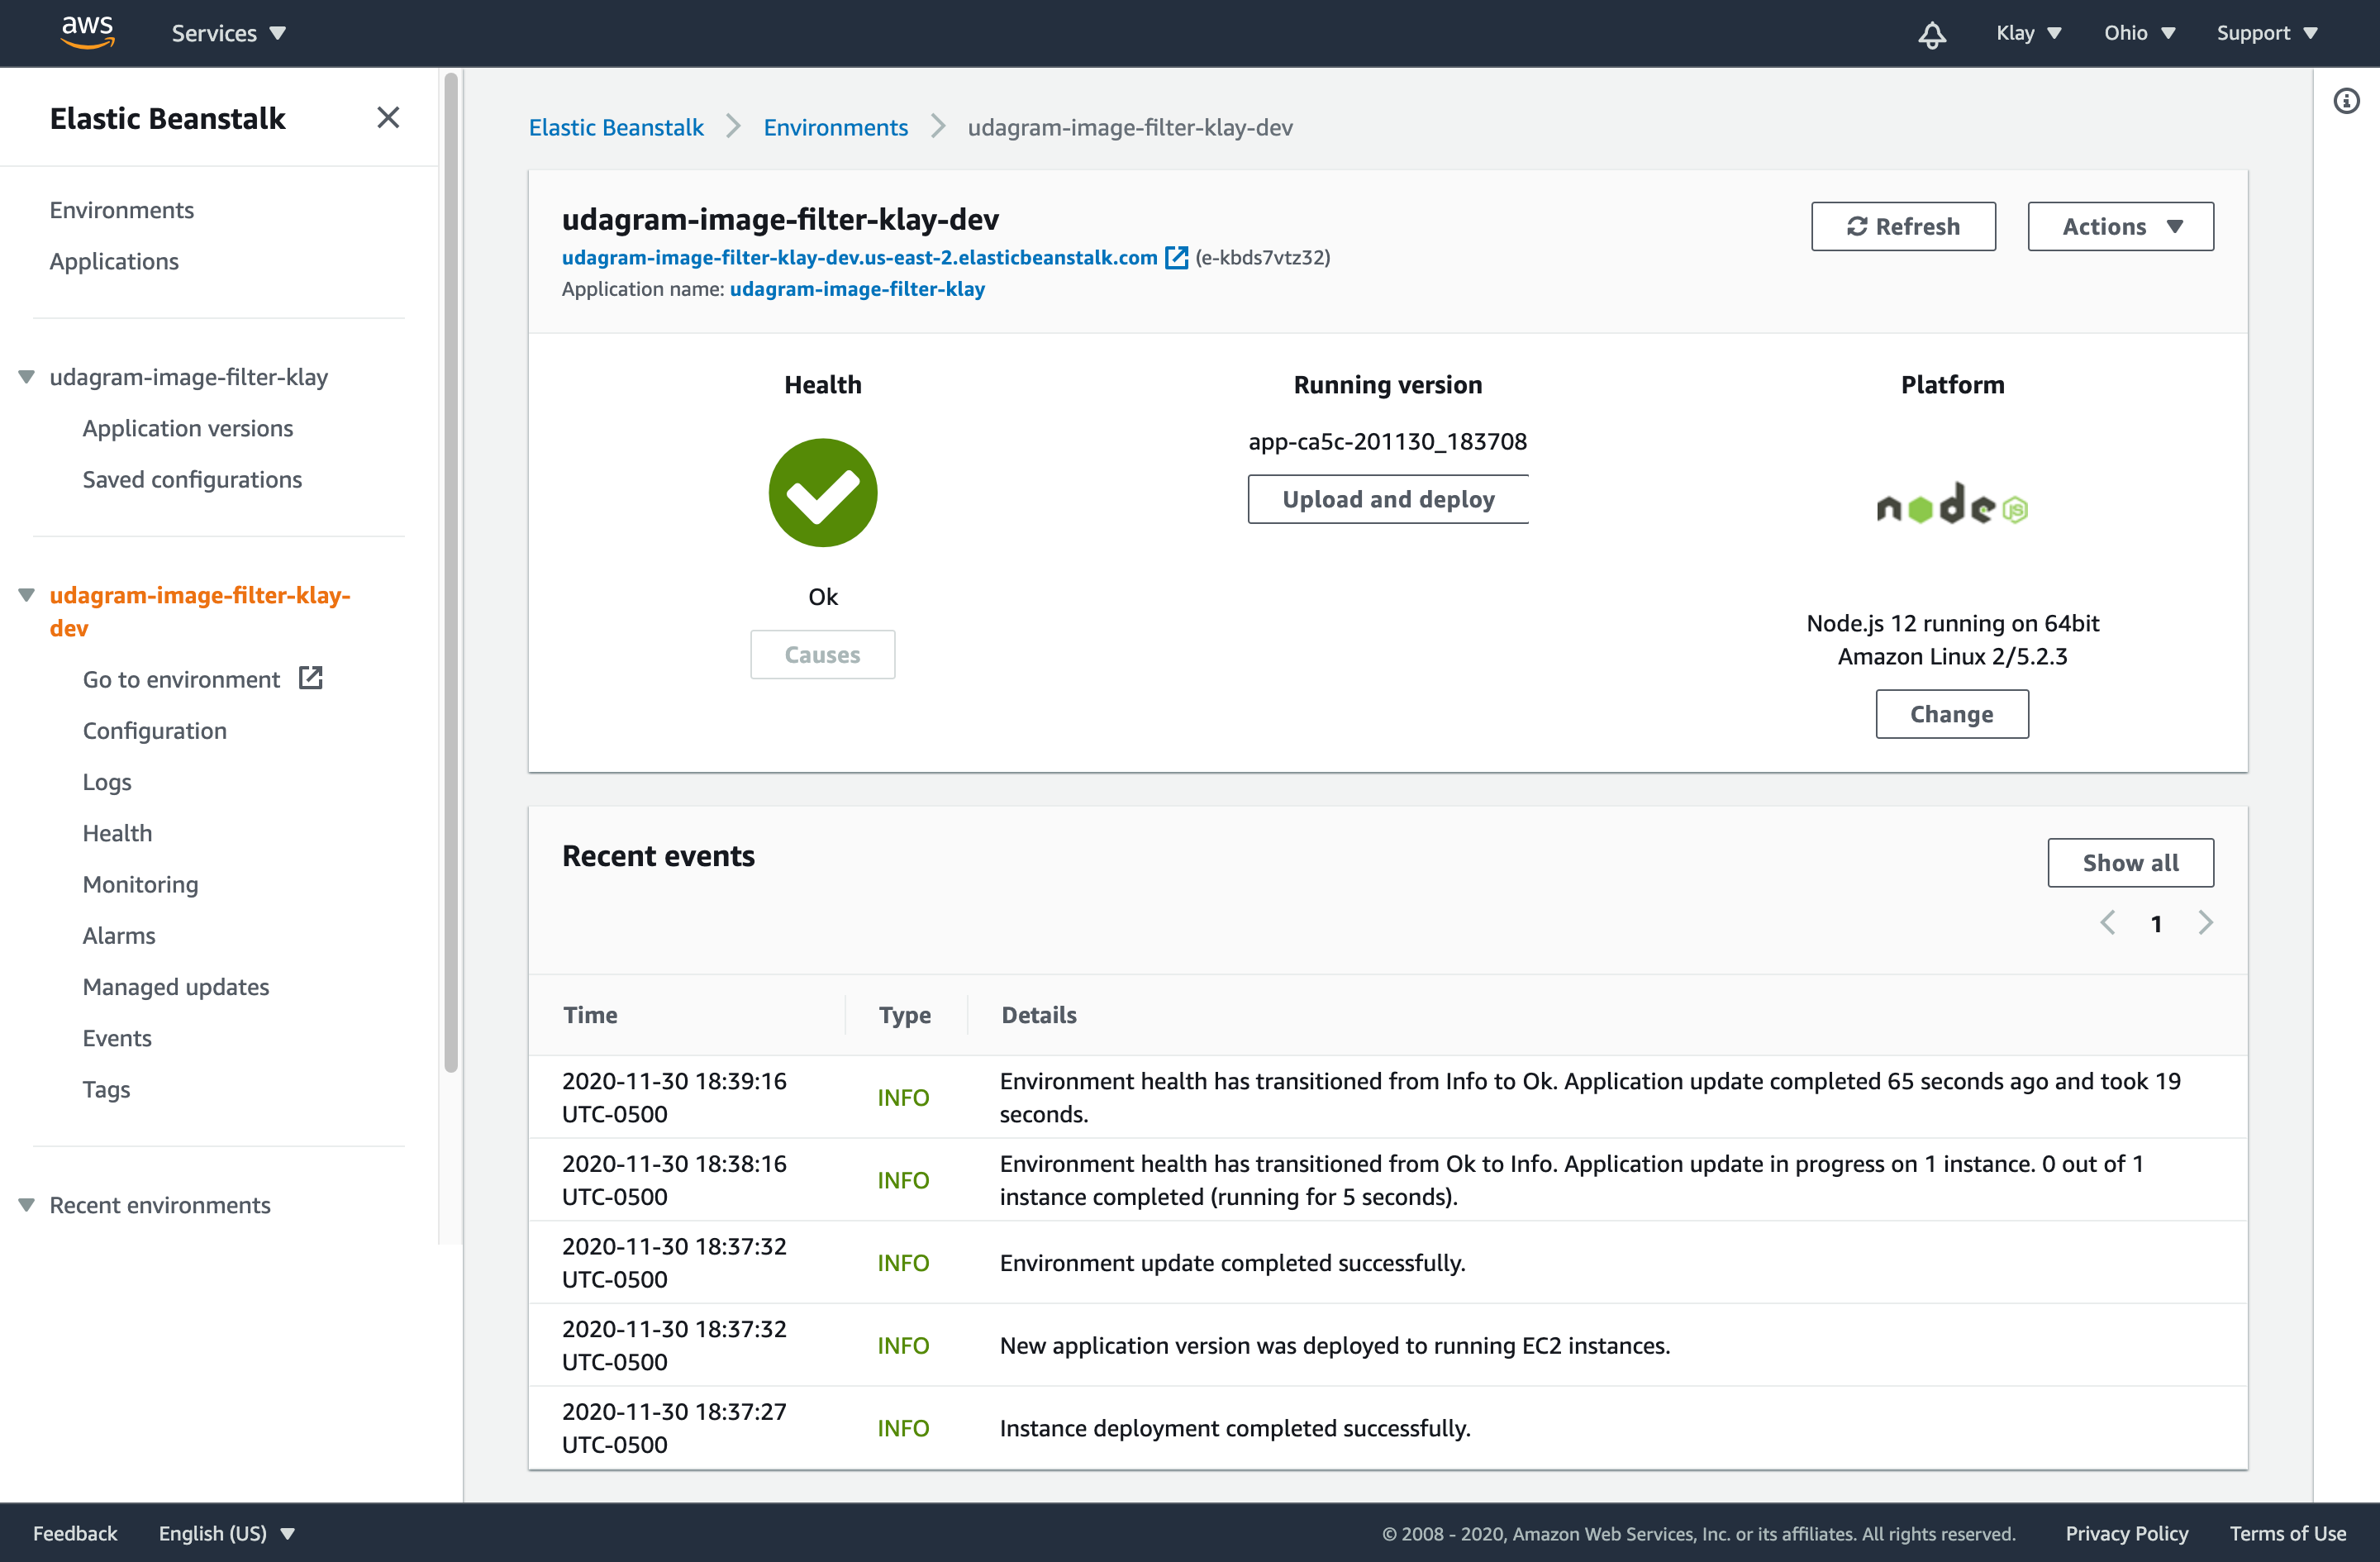 aws
Services
Klay
Ohio
Support
Elastic Beanstalk
Environments
Applications
udagram-image-filter-klay
Application versions
Saved configurations
udagram-image-filter-klay-
dev
Go to environment
Configuration
Logs
Health
Monitoring
Alarms
Managed updates
Events
Tags
Recent environments
Elastic Beanstalk Environments udagram-image-filter-klay-dev
udagram-image-filter-klay-dev
udagram-image-filter-klay-dev.us-east-2.elasticbeanstalk.com (e-kbds7vtz32)
Application name: udagram-image-filter-klay
Refresh
Actions
Health
Ok
Causes
Running version
app-ca5c-201130_183708
Upload and deploy
Platform
node JS
Node.js 12 running on 64bit
Amazon Linux 2/5.2.3
Change
Recent events
Show all
1
Time Type Details
2020-11-30 18:39:16
UTC-0500
INFO
Environment health has transitioned from Info to Ok. Application update completed 65 seconds ago and took 19
seconds.
2020-11-30 18:38:16
UTC-0500
INFO
Environment health has transitioned from Ok to Info. Application update in progress on 1 instance. 0 out of 1
instance completed (running for 5 seconds).
2020-11-30 18:37:32
UTC-0500
INFO
Environment update completed successfully.
2020-11-30 18:37:32
UTC-0500
INFO
New application version was deployed to running EC2 instances.
2020-11-30 18:37:27
UTC-0500
INFO
Instance deployment completed successfully.
Feedback
English (US)
© 2008 - 2020, Amazon Web Services, Inc. or its affiliates. All rights reserved.
Privacy Policy
Terms of Use